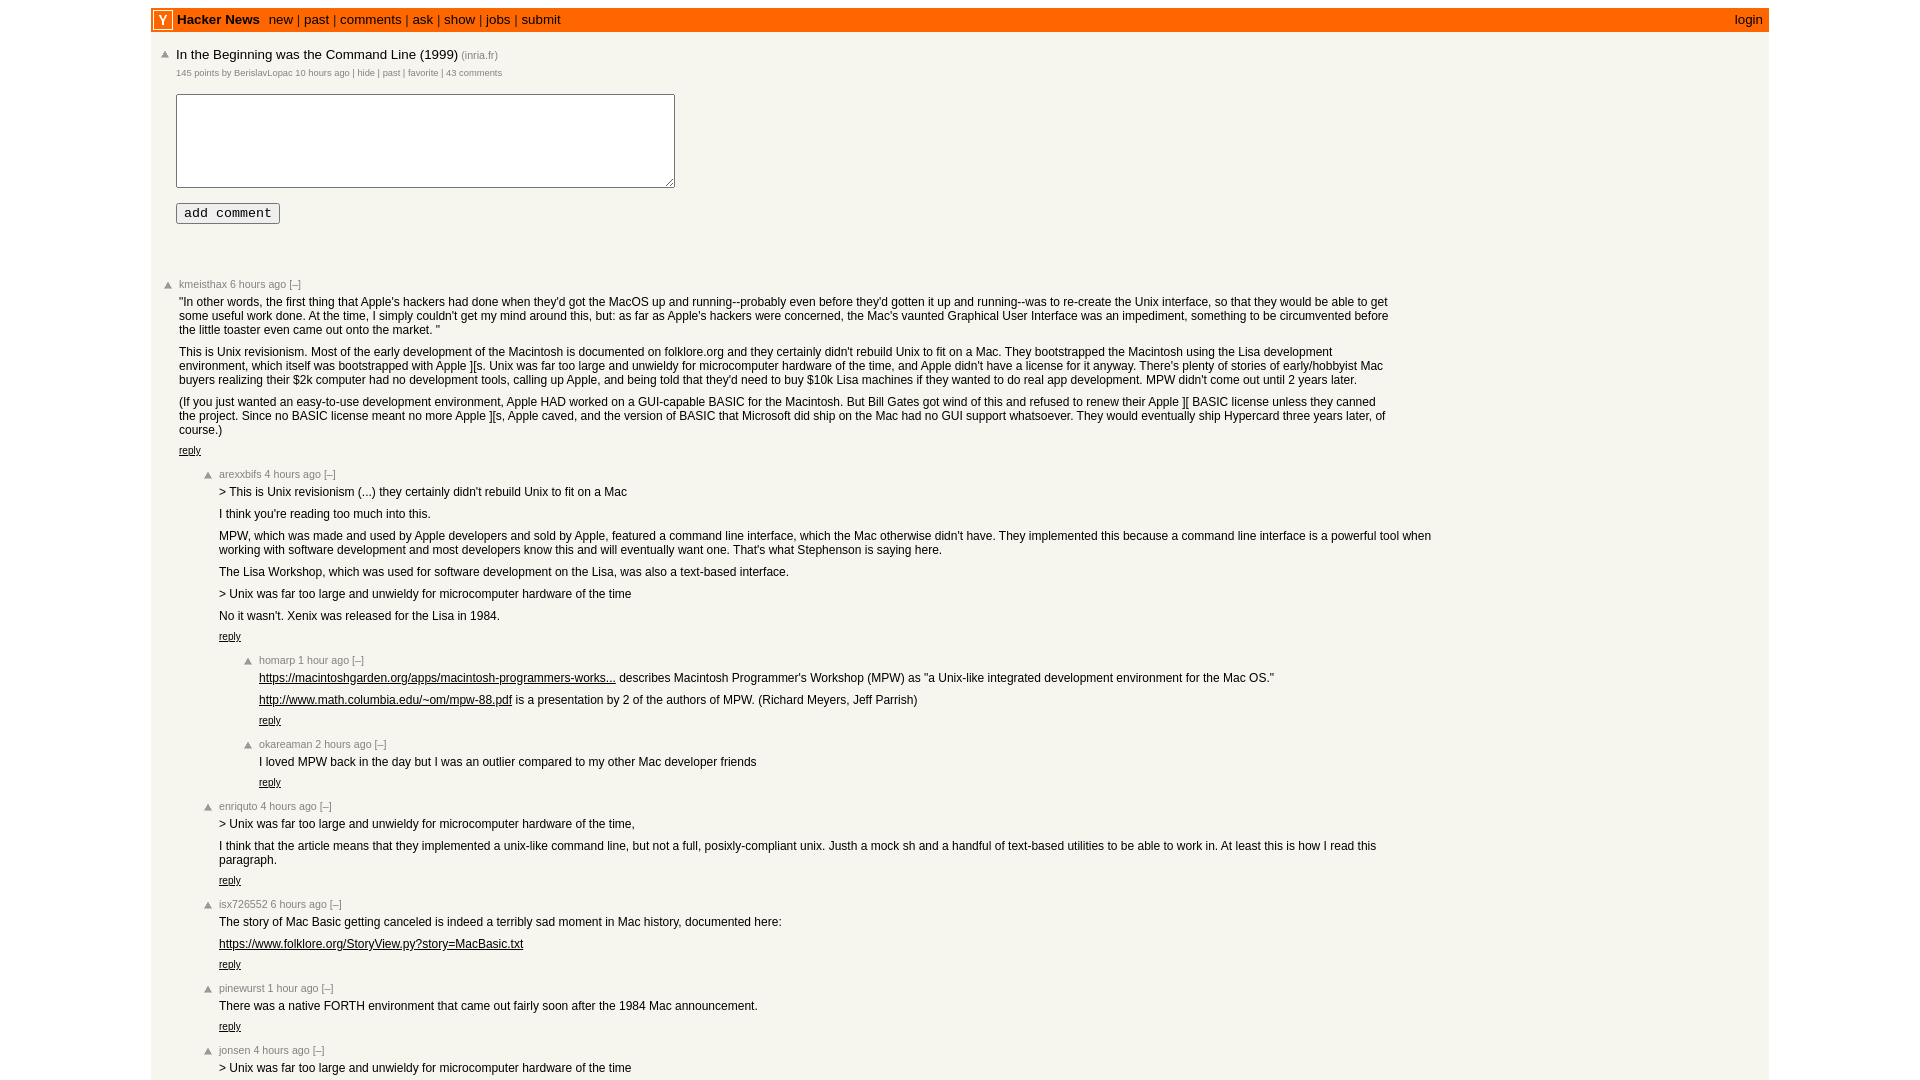 Y Hacker News new | past | comments | ask | show | jobs | submit login
In the Beginning was the Command Line (1999) (inria.fr)
145 points by BerislavLopac 10 hours ago | hide | past | favorite | 43 comments
add comment
kmeisthax 6 hours ago [–]
"In other words, the first thing that Apple's hackers had done when they'd got the MacOS up and running--probably even before they'd gotten it up and running--was to re-create the Unix interface, so that they would be able to get
some useful work done. At the time, I simply couldn't get my mind around this, but: as far as Apple's hackers were concerned, the Mac's vaunted Graphical User Interface was an impediment, something to be circumvented before
the little toaster even came out onto the market. "
This is Unix revisionism. Most of the early development of the Macintosh is documented on folklore.org and they certainly didn't rebuild Unix to fit on a Mac. They bootstrapped the Macintosh using the Lisa development
environment, which itself was bootstrapped with Apple ][s. Unix was far too large and unwieldy for microcomputer hardware of the time, and Apple didn't have a license for it anyway. There's plenty of stories of early/hobbyist Mac
buyers realizing their $2k computer had no development tools, calling up Apple, and being told that they'd need to buy $10k Lisa machines if they wanted to do real app development. MPW didn't come out until 2 years later.
(If you just wanted an easy-to-use development environment, Apple HAD worked on a GUI-capable BASIC for the Macintosh. But Bill Gates got wind of this and refused to renew their Apple ][ BASIC license unless they canned
the project. Since no BASIC license meant no more Apple ][s, Apple caved, and the version of BASIC that Microsoft did ship on the Mac had no GUI support whatsoever. They would eventually ship Hypercard three years later, of
course.)
reply
arexxbifs 4 hours ago [–]
> This is Unix revisionism (...) they certainly didn't rebuild Unix to fit on a Mac
I think you're reading too much into this.
MPW, which was made and used by Apple developers and sold by Apple, featured a command line interface, which the Mac otherwise didn't have. They implemented this because a command line interface is a powerful tool when
working with software development and most developers know this and will eventually want one. That's what Stephenson is saying here.
The Lisa Workshop, which was used for software development on the Lisa, was also a text-based interface.
> Unix was far too large and unwieldy for microcomputer hardware of the time
No it wasn't. Xenix was released for the Lisa in 1984.
reply
homarp 1 hour ago [–]
https://macintoshgarden.org/apps/macintosh-programmers-works... describes Macintosh Programmer's Workshop (MPW) as "a Unix-like integrated development environment for the Mac OS."
http://www.math.columbia.edu/~om/mpw-88.pdf is a presentation by 2 of the authors of MPW. (Richard Meyers, Jeff Parrish)
reply
okareaman 2 hours ago [–]
I loved MPW back in the day but I was an outlier compared to my other Mac developer friends
reply
enriquto 4 hours ago [–]
> Unix was far too large and unwieldy for microcomputer hardware of the time,
I think that the article means that they implemented a unix-like command line, but not a full, posixly-compliant unix. Justh a mock sh and a handful of text-based utilities to be able to work in. At least this is how I read this
paragraph.
reply
isx726552 6 hours ago [–]
The story of Mac Basic getting canceled is indeed a terribly sad moment in Mac history, documented here:
https://www.folklore.org/StoryView.py?story=MacBasic.txt
reply
pinewurst 1 hour ago [–]
There was a native FORTH environment that came out fairly soon after the 1984 Mac announcement.
reply
jonsen 4 hours ago [–]
> Unix was far too large and unwieldy for microcomputer hardware of the time